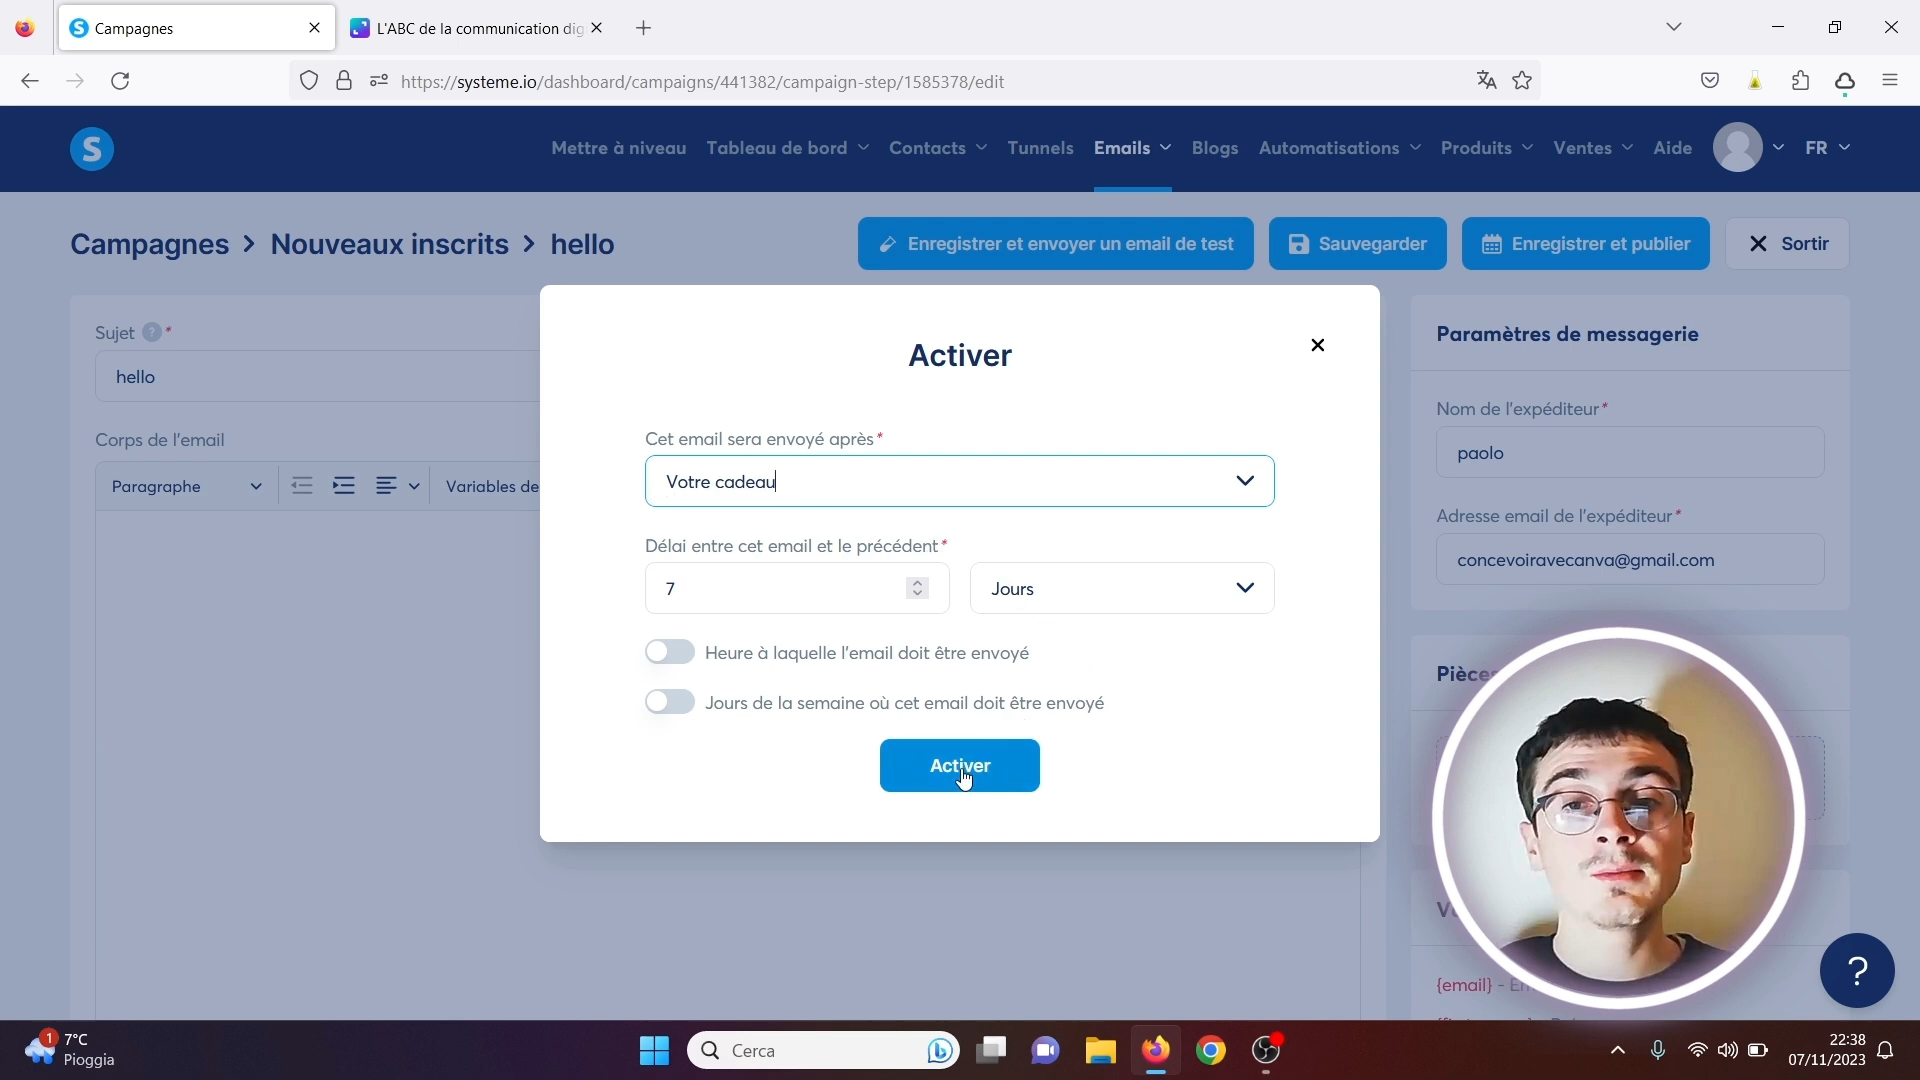 Campagnes
L'ABC de la communication dig
https://systeme.io/dashboard/campaigns/441382/campaign-step/1585378/edit
S
Mettre à niveau
Tableau de bord
Contacts
Tunnels
Emails
Blogs
Automatisations
Produits
Ventes
Aide
FR
Campagnes > Nouveaux inscrits > hello
Enregistrer et envoyer un email de test
Sauvegarder
Enregistrer et publier
Sortir
Sujet ? *
hello
Corps de l'email
Paragraphe
Variables de
Activer
Cet email sera envoyé après *
Votre cadeau
Délai entre cet email et le précédent *
7
Jours
Heure à laquelle l'email doit être envoyé
Jours de la semaine où cet email doit être envoyé
Activer
Paramètres de messagerie
Nom de l'expéditeur *
paolo
Adresse email de l'expéditeur *
concevoiravecanva@gmail.com
{email} -
?
1
7°C
Pioggia
Cerca
22:38
07/11/2023